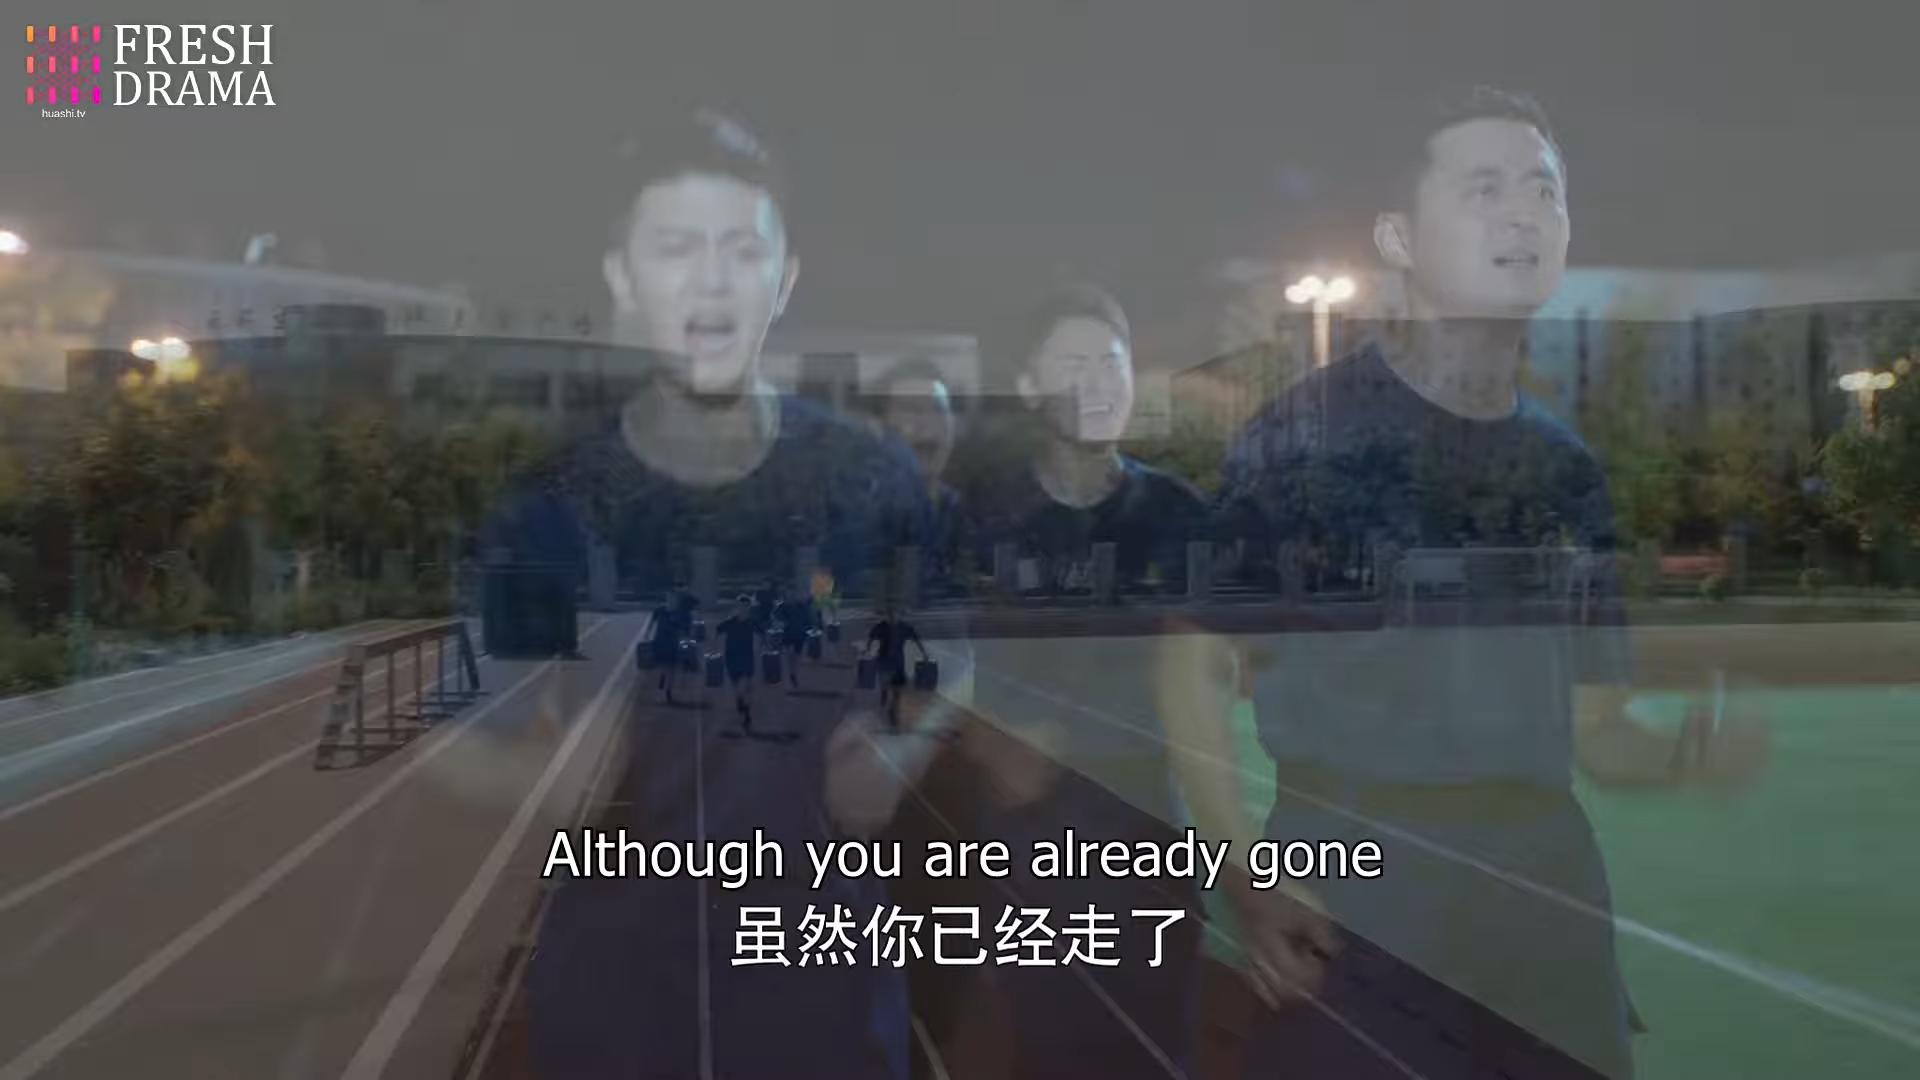 FRESH
DRAMA
huashi.tv
Although you are already gone
虽然你已经走了